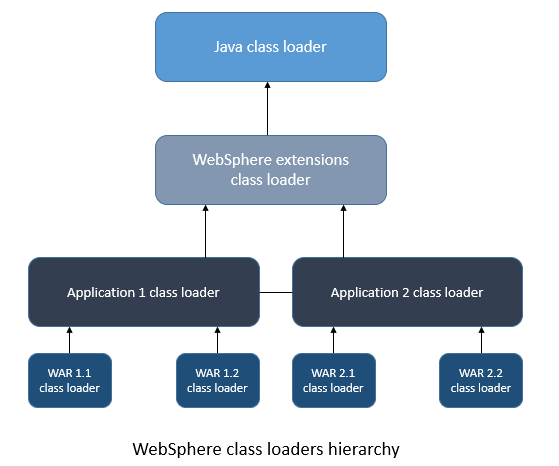 Java class loader
WebSphere extensions
class loader
Application 1 class loader
Application 2 class loader
WAR 1.1
class loader
WAR 1.2
class loader
WAR 2.1
class loader
WAR 2.2
class loader
WebSphere class loaders hierarchy